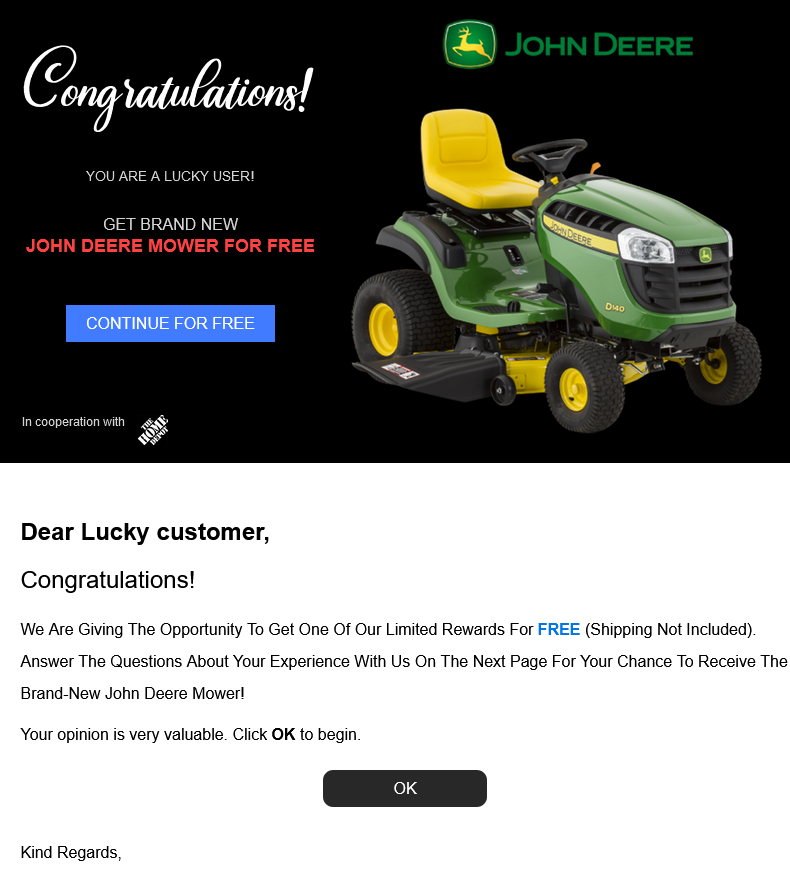 JOHN DEERE
Congratulations!
YOU ARE A LUCKY USER!
GET BRAND NEW
JOHN DEERE MOWER FOR FREE
JOHN DEERE
D140
CONTINUE FOR FREE
In cooperation with
THE
HOME
DEPOT
Dear Lucky customer,
Congratulations!
We Are Giving The Opportunity To Get One Of Our Limited Rewards For FREE (Shipping Not Included).
Answer The Questions About Your Experience With Us On The Next Page For Your Chance To Receive The
Brand-New John Deere Mower!
Your opinion is very valuable. Click OK to begin.
OK
Kind Regards,